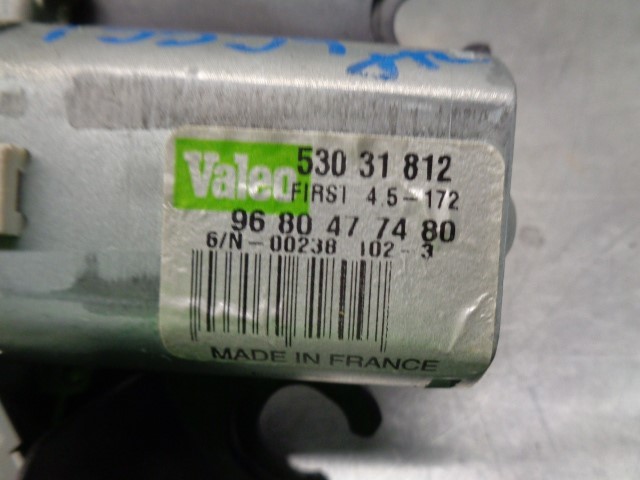 Valeo 530 31 812
FIRST 4.5-172
96 80 47 74 80
6/N-00238 102-3
MADE IN FRANCE